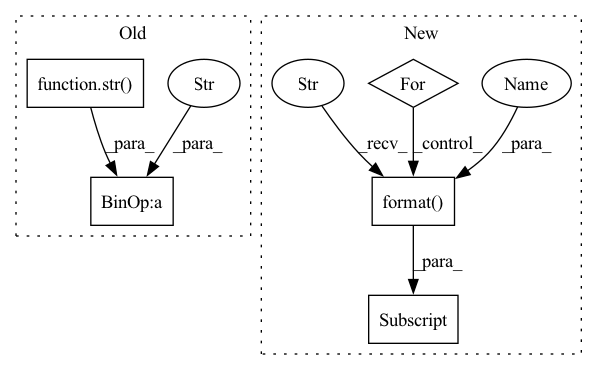 Old
New
function.str()
Str
Str
For
Name
_para_
_para_
_recv_
_control_
_para_
BinOp:a
format()
_para_
Subscript